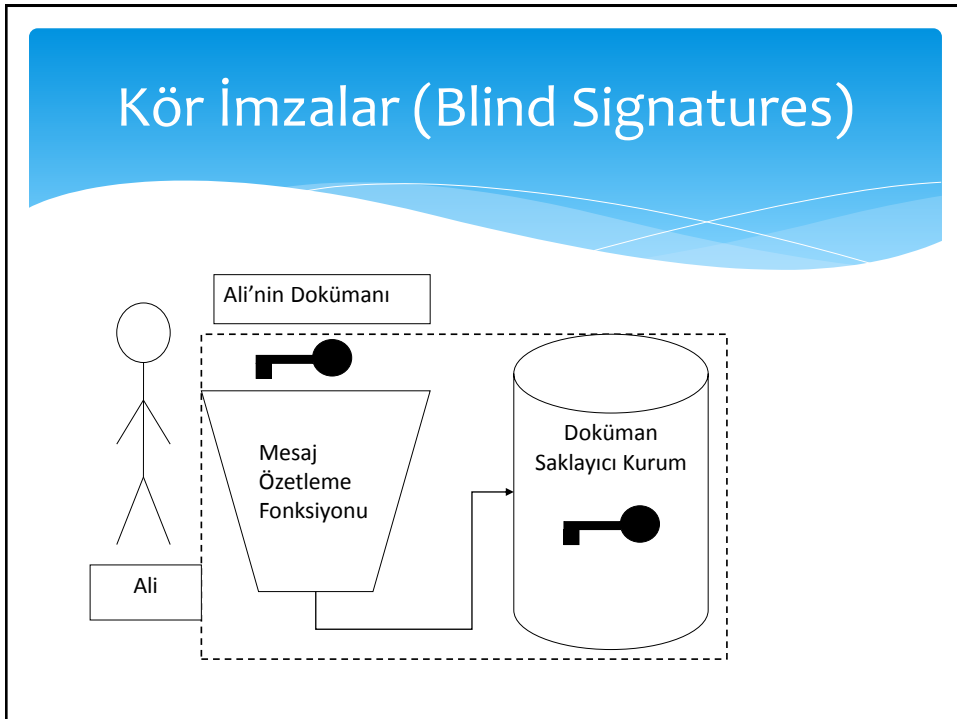 Kör İmzalar (Blind Signatures)
Ali'nin Dokümanı
Mesaj
Özetleme
Fonksiyonu
Doküman
Saklayıcı Kurum
Ali